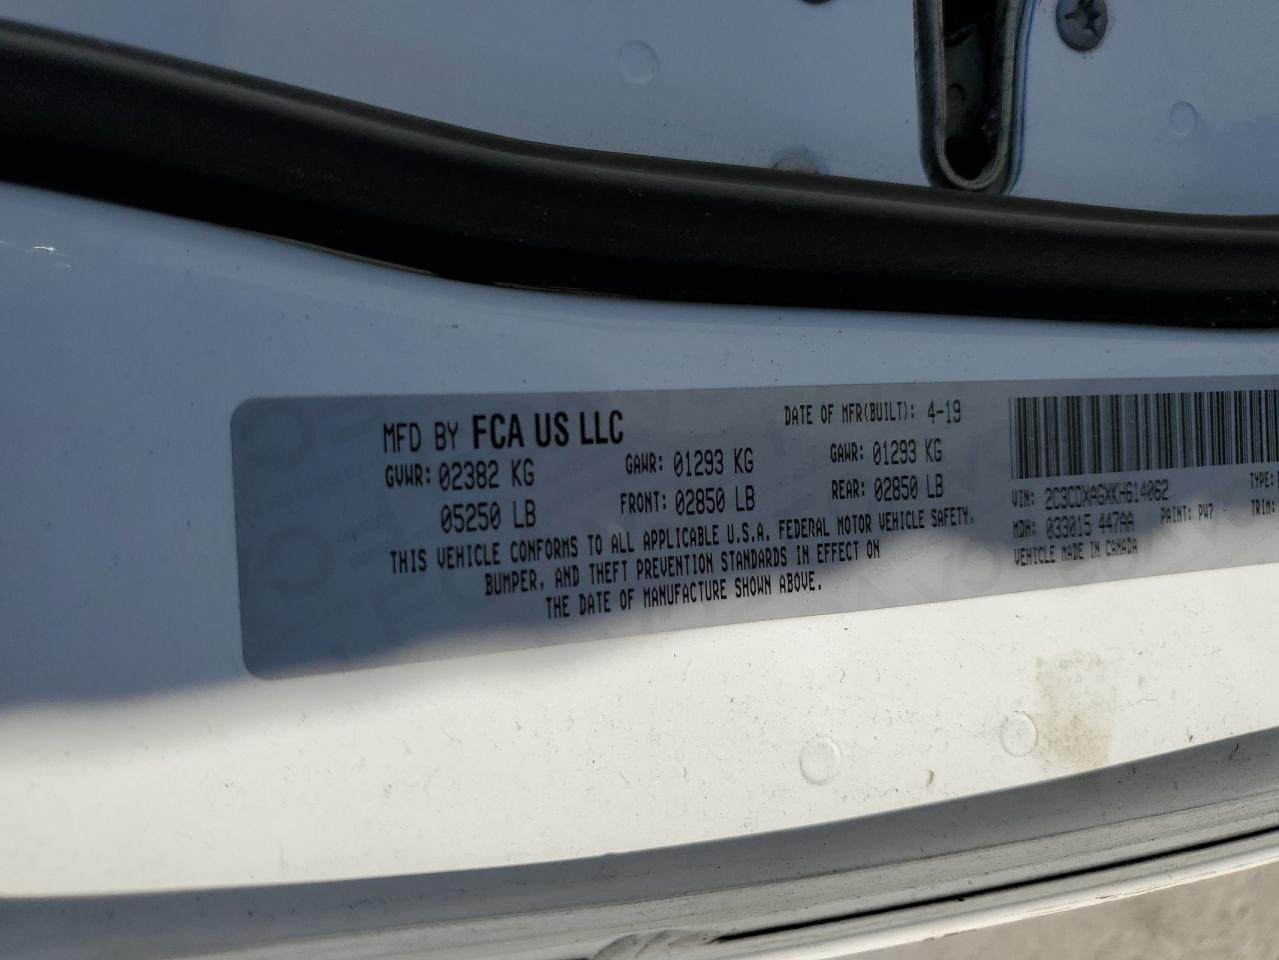 MFD BY FCA US LLC DATE OF MFR(BUILT): 4-19
GVWR: 02382 KG GAWR: 01293 KG GAWR: 01293 KG
05250 LB FRONT: 02850 LB REAR: 02850 LB
THIS VEHICLE CONFORMS TO ALL APPLICABLE U.S.A. FEDERAL MOTOR VEHICLE SAFETY,
BUMPER, AND THEFT PREVENTION STANDARDS IN EFFECT ON
THE DATE OF MANUFACTURE SHOWN ABOVE.
VIN: 2C3CDXAGXKH614062 TYPE:
MDH: 033015 447AA PAINT: PW7 TRIM:
VEHICLE MADE IN CANADA